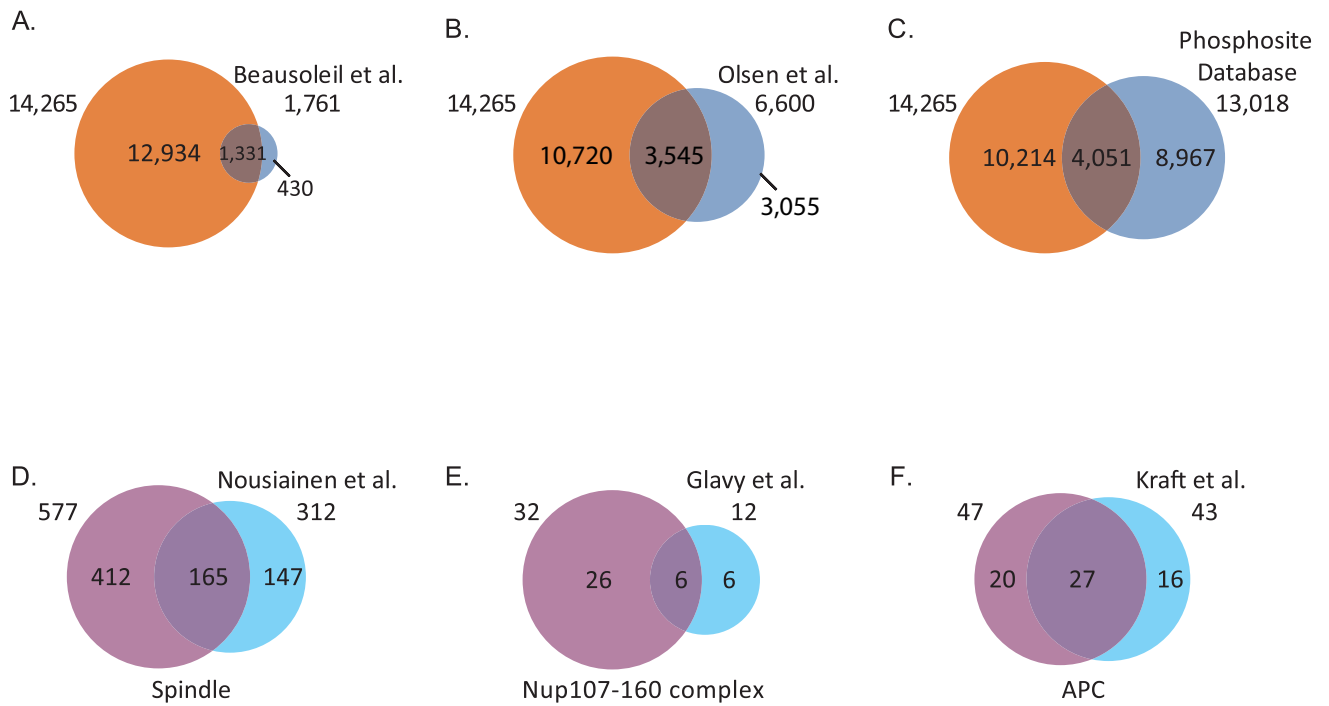 A.
Beausoleil et al.
14,265
1,761
12,934
1,331
430
B.
Olsen et al.
14,265
6,600
10,720
3,545
3,055
C.
Phosphosite
Database
14,265
13,018
10,214
4,051
8,967
D.
Nousiainen et al.
577
312
412
165
147
Spindle
E.
Glavy et al.
32
12
26
6
6
Nup107-160 complex
F.
Kraft et al.
47
43
20
27
16
APC